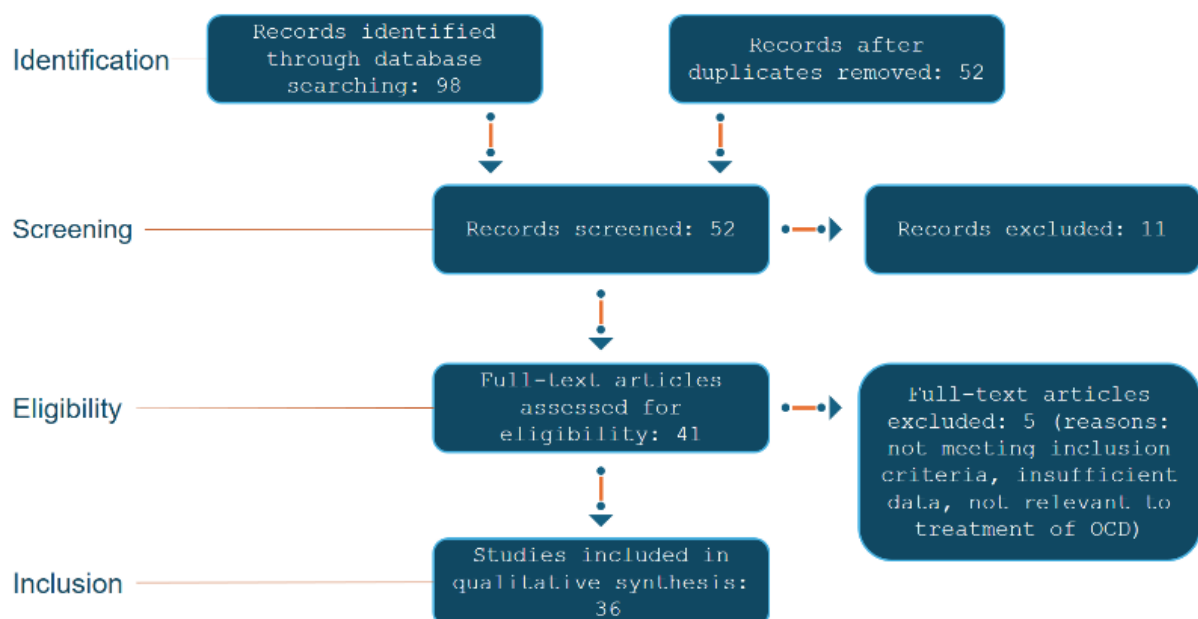 Identification
Records identified
through database
searching: 98
Records after
duplicates removed: 52
Screening
Records screened: 52
Records excluded: 11
Eligibility
Full-text articles
assessed for
eligibility: 41
Full-text articles
excluded: 5 (reasons:
not meeting inclusion
criteria, insufficient
data, not relevant to
treatment of OCD)
Inclusion
Studies included in
qualitative synthesis:
36